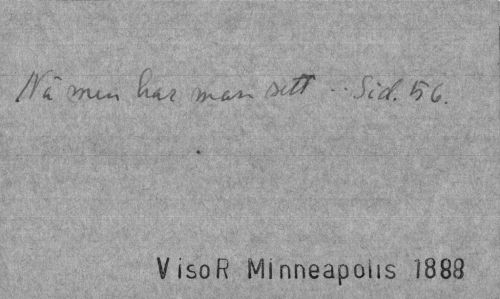 Nä men har man sett ... Sid. 56.
VisoR Minneapolis 1888